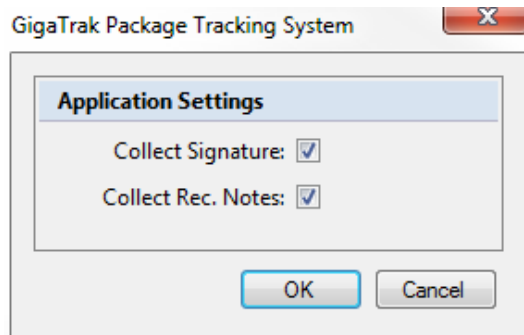 GigaTrak Package Tracking System
Application Settings
Collect Signature:
Collect Rec. Notes:
OK Cancel